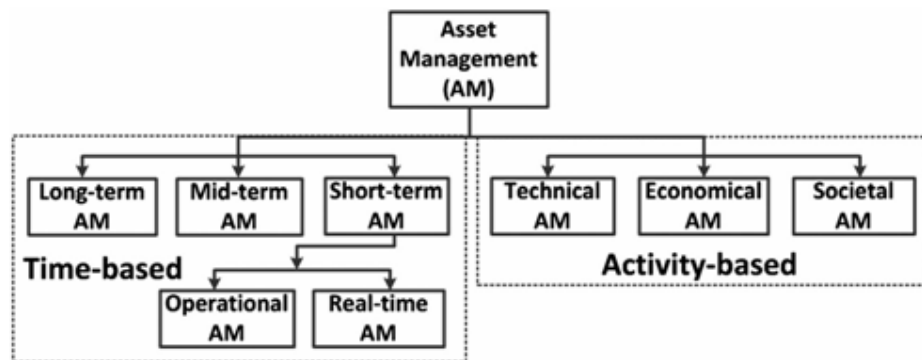 Asset
Management
(AM)
Long-term
AM
Mid-term
AM
Short-term
AM
Technical
AM
Economical
AM
Societal
AM
Time-based
Activity-based
Operational
AM
Real-time
AM